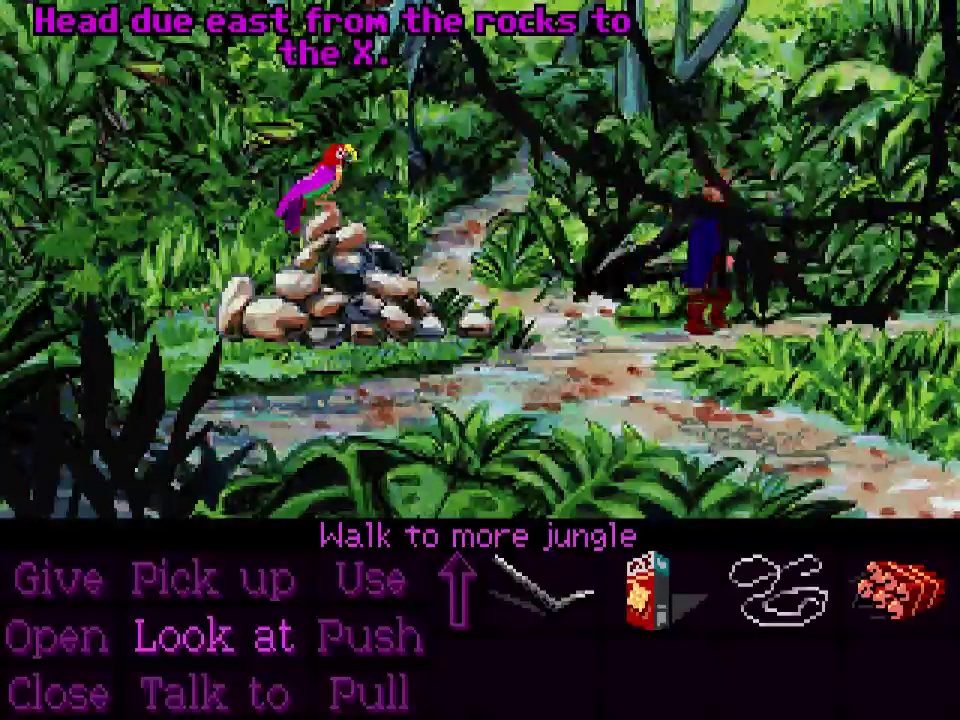 Head due east from the rocks to
the X.
Walk to more jungle
Give Pick up Use
Open Look at Push
Close Talk to Pull